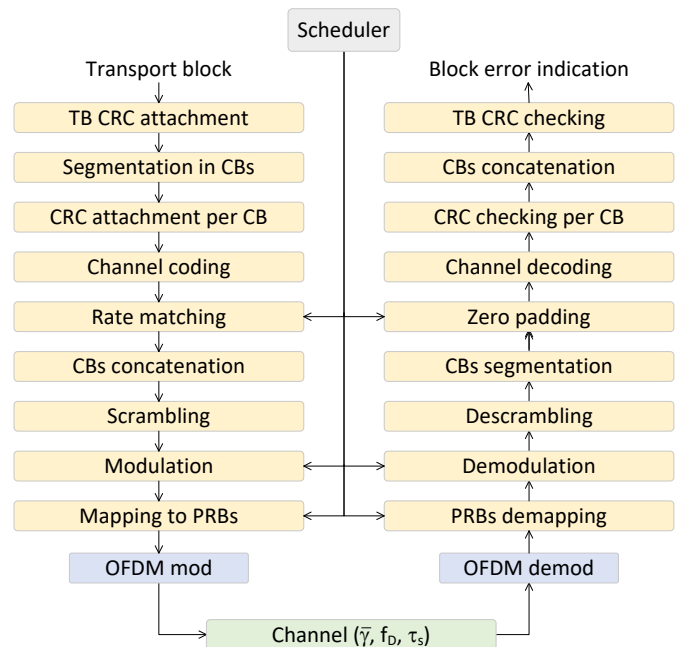 Scheduler
Transport block
TB CRC attachment
Segmentation in CBs
CRC attachment per CB
Channel coding
Rate matching
CBs concatenation
Scrambling
Modulation
Mapping to PRBs
OFDM mod
Block error indication
TB CRC checking
CBs concatenation
CRC checking per CB
Channel decoding
Zero padding
CBs segmentation
Descrambling
Demodulation
PRBs demapping
OFDM demod
Channel (γ̅, f_D, τ_s)